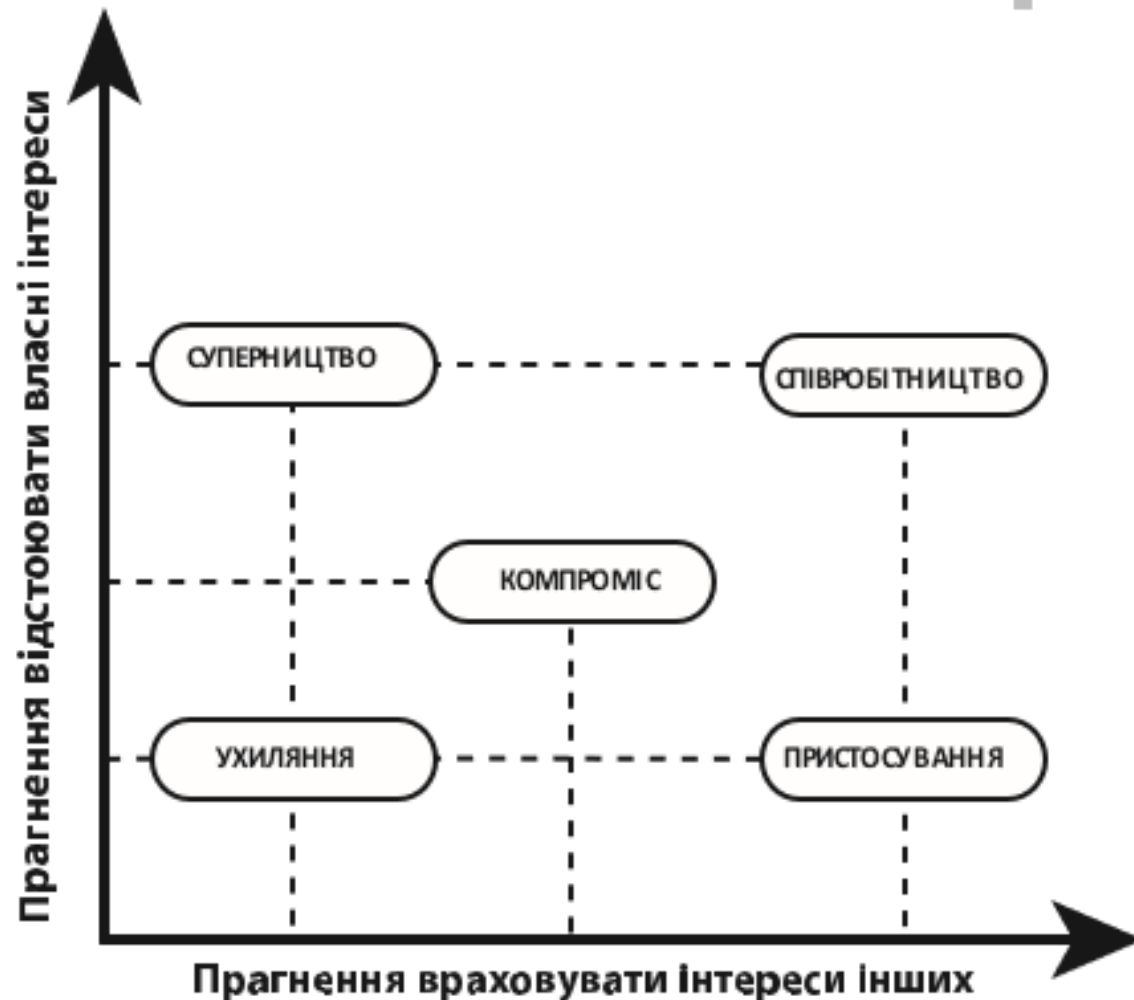 Прагнення відстоювати власні інтереси
СУПЕРНИЦТВО
СПІВРОБІТНИЦТВО
КОМПРОМІС
УХИЛЯННЯ
ПРИСТОСУВАННЯ
Прагнення враховувати інтереси інших